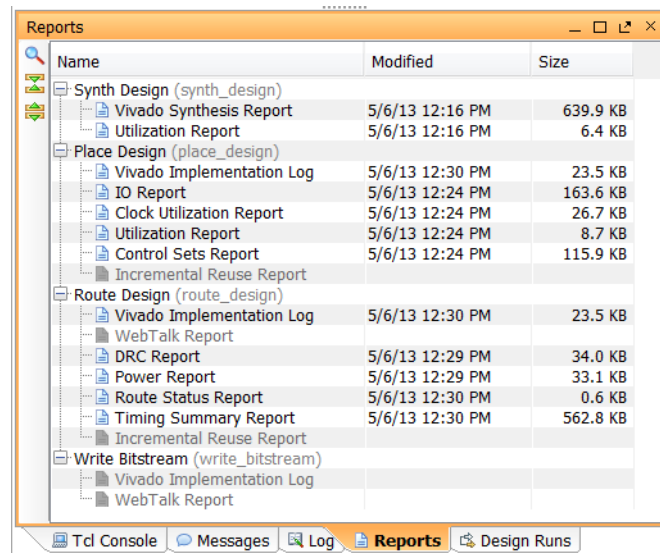 Reports
Name Modified Size
Synth Design (synth_design)
Vivado Synthesis Report 5/6/13 12:16 PM 639.9 KB
Utilization Report 5/6/13 12:16 PM 6.4 KB
Place Design (place_design)
Vivado Implementation Log 5/6/13 12:30 PM 23.5 KB
IO Report 5/6/13 12:24 PM 163.6 KB
Clock Utilization Report 5/6/13 12:24 PM 26.7 KB
Utilization Report 5/6/13 12:24 PM 8.7 KB
Control Sets Report 5/6/13 12:24 PM 115.9 KB
Incremental Reuse Report
Route Design (route_design)
Vivado Implementation Log 5/6/13 12:30 PM 23.5 KB
WebTalk Report
DRC Report 5/6/13 12:29 PM 34.0 KB
Power Report 5/6/13 12:29 PM 33.1 KB
Route Status Report 5/6/13 12:30 PM 0.6 KB
Timing Summary Report 5/6/13 12:30 PM 562.8 KB
Incremental Reuse Report
Write Bitstream (write_bitstream)
Vivado Implementation Log
WebTalk Report
Tcl Console Messages Log Reports Design Runs